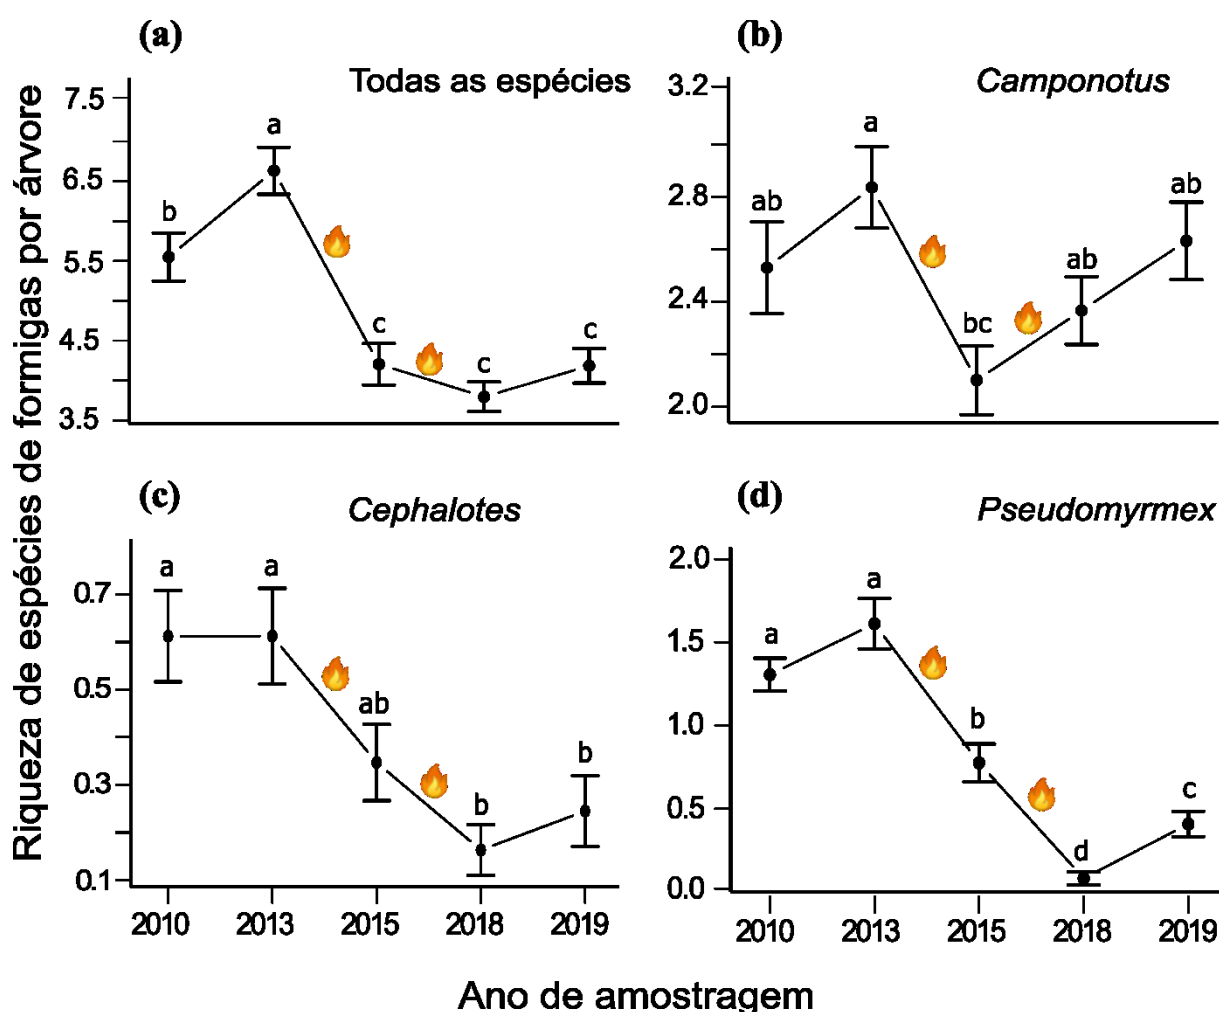 Riqueza de espécies de formigas por árvore
(a)
Todas as espécies
7.5
6.5
5.5
4.5
3.5
b
a
c
c
c
(b)
Camponotus
3.2
2.8
2.4
2.0
ab
a
bc
ab
ab
(c)
Cephalotes
0.7
0.5
0.3
0.1
a
a
ab
b
b
2010 2013 2015 2018 2019
(d)
Pseudomyrmex
2.0
1.5
1.0
0.5
0.0
a
a
b
d
c
2010 2013 2015 2018 2019
Ano de amostragem